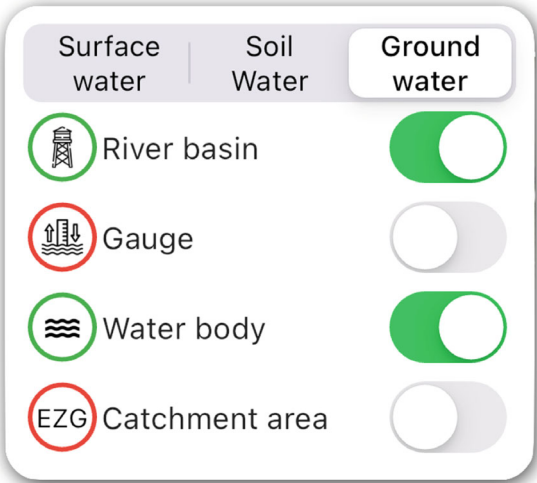 Surface
water
Soil
Water
Ground
water
River basin
Gauge
Water body
EZG Catchment area